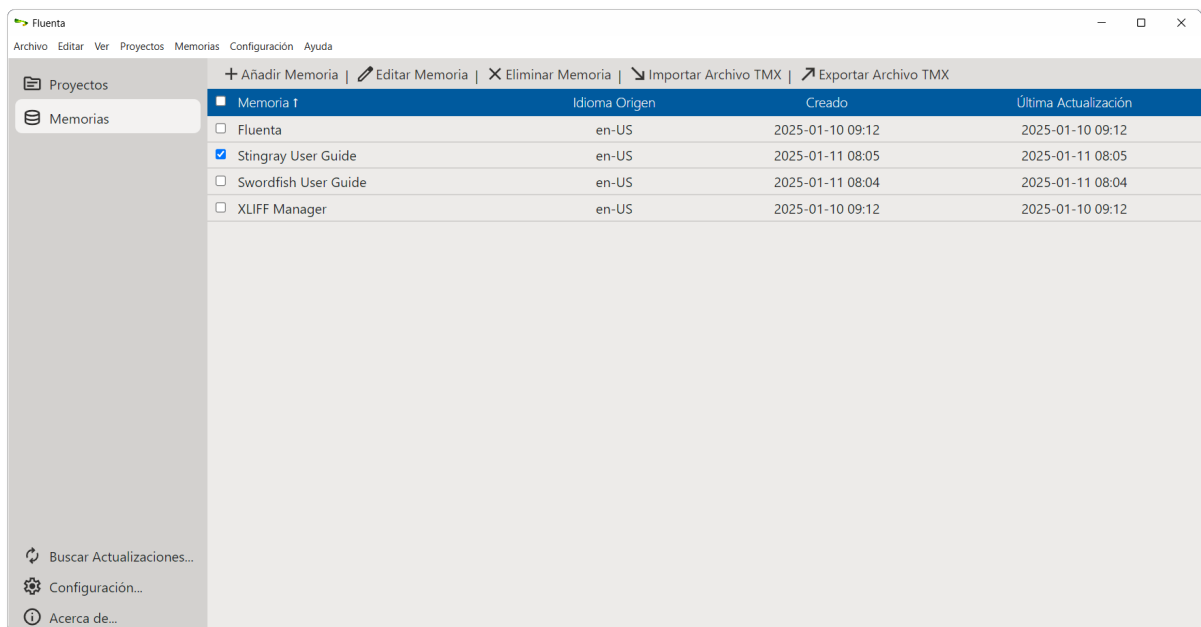 Fluenta
Archivo Editar Ver Proyectos Memorias Configuración Ayuda
Proyectos
Memorias
Añadir Memoria | Editar Memoria | Eliminar Memoria | Importar Archivo TMX | Exportar Archivo TMX
Memoria ↑ Idioma Origen Creado Última Actualización
Fluenta en-US 2025-01-10 09:12 2025-01-10 09:12
Stingray User Guide en-US 2025-01-11 08:05 2025-01-11 08:05
Swordfish User Guide en-US 2025-01-11 08:04 2025-01-11 08:04
XLIFF Manager en-US 2025-01-10 09:12 2025-01-10 09:12
Buscar Actualizaciones...
Configuración...
Acerca de...